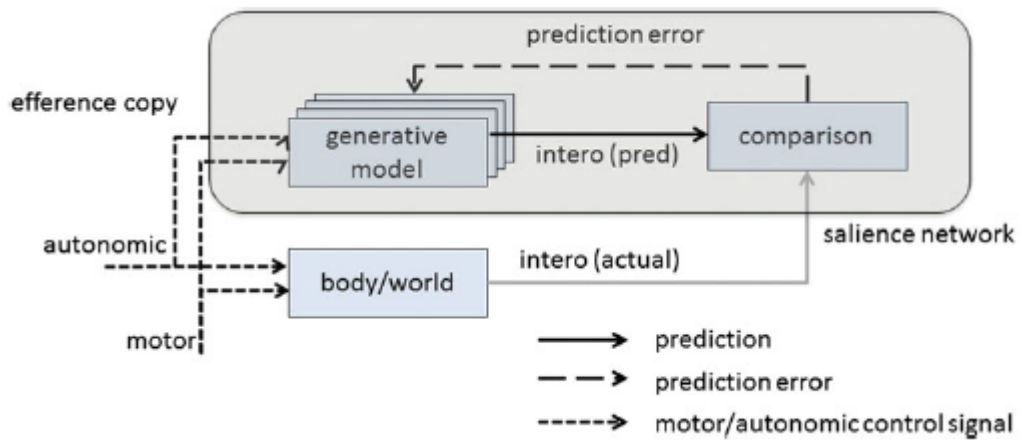 prediction error
efference copy
generative
model
intero (pred)
comparison
autonomic
salience network
body/world
intero (actual)
motor
prediction
prediction error
motor/autonomic control signal